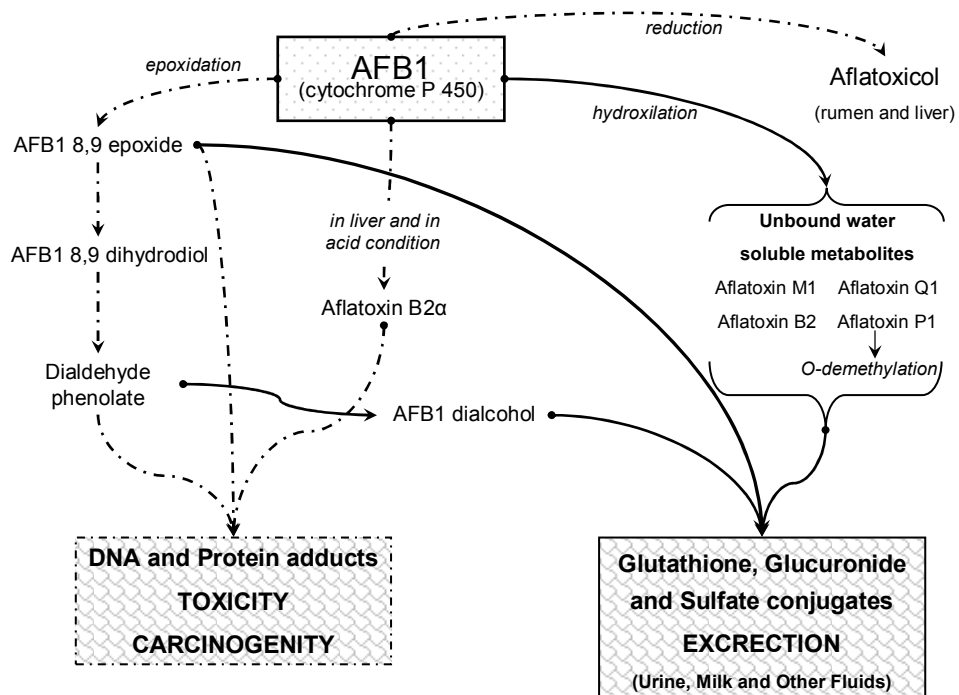 reduction
epoxidation
AFB1
(cytochrome P 450)
Aflatoxicol
(rumen and liver)
hydroxilation
AFB1 8,9 epoxide
in liver and in
acid condition
Unbound water
soluble metabolites
AFB1 8,9 dihydrodiol
Aflatoxin M1 Aflatoxin Q1
Aflatoxin B2α
Aflatoxin B2 Aflatoxin P1
O-demethylation
Dialdehyde
phenolate
AFB1 dialcohol
DNA and Protein adducts
TOXICITY
CARCINOGENITY
Glutathione, Glucuronide
and Sulfate conjugates
EXCRECTION
(Urine, Milk and Other Fluids)